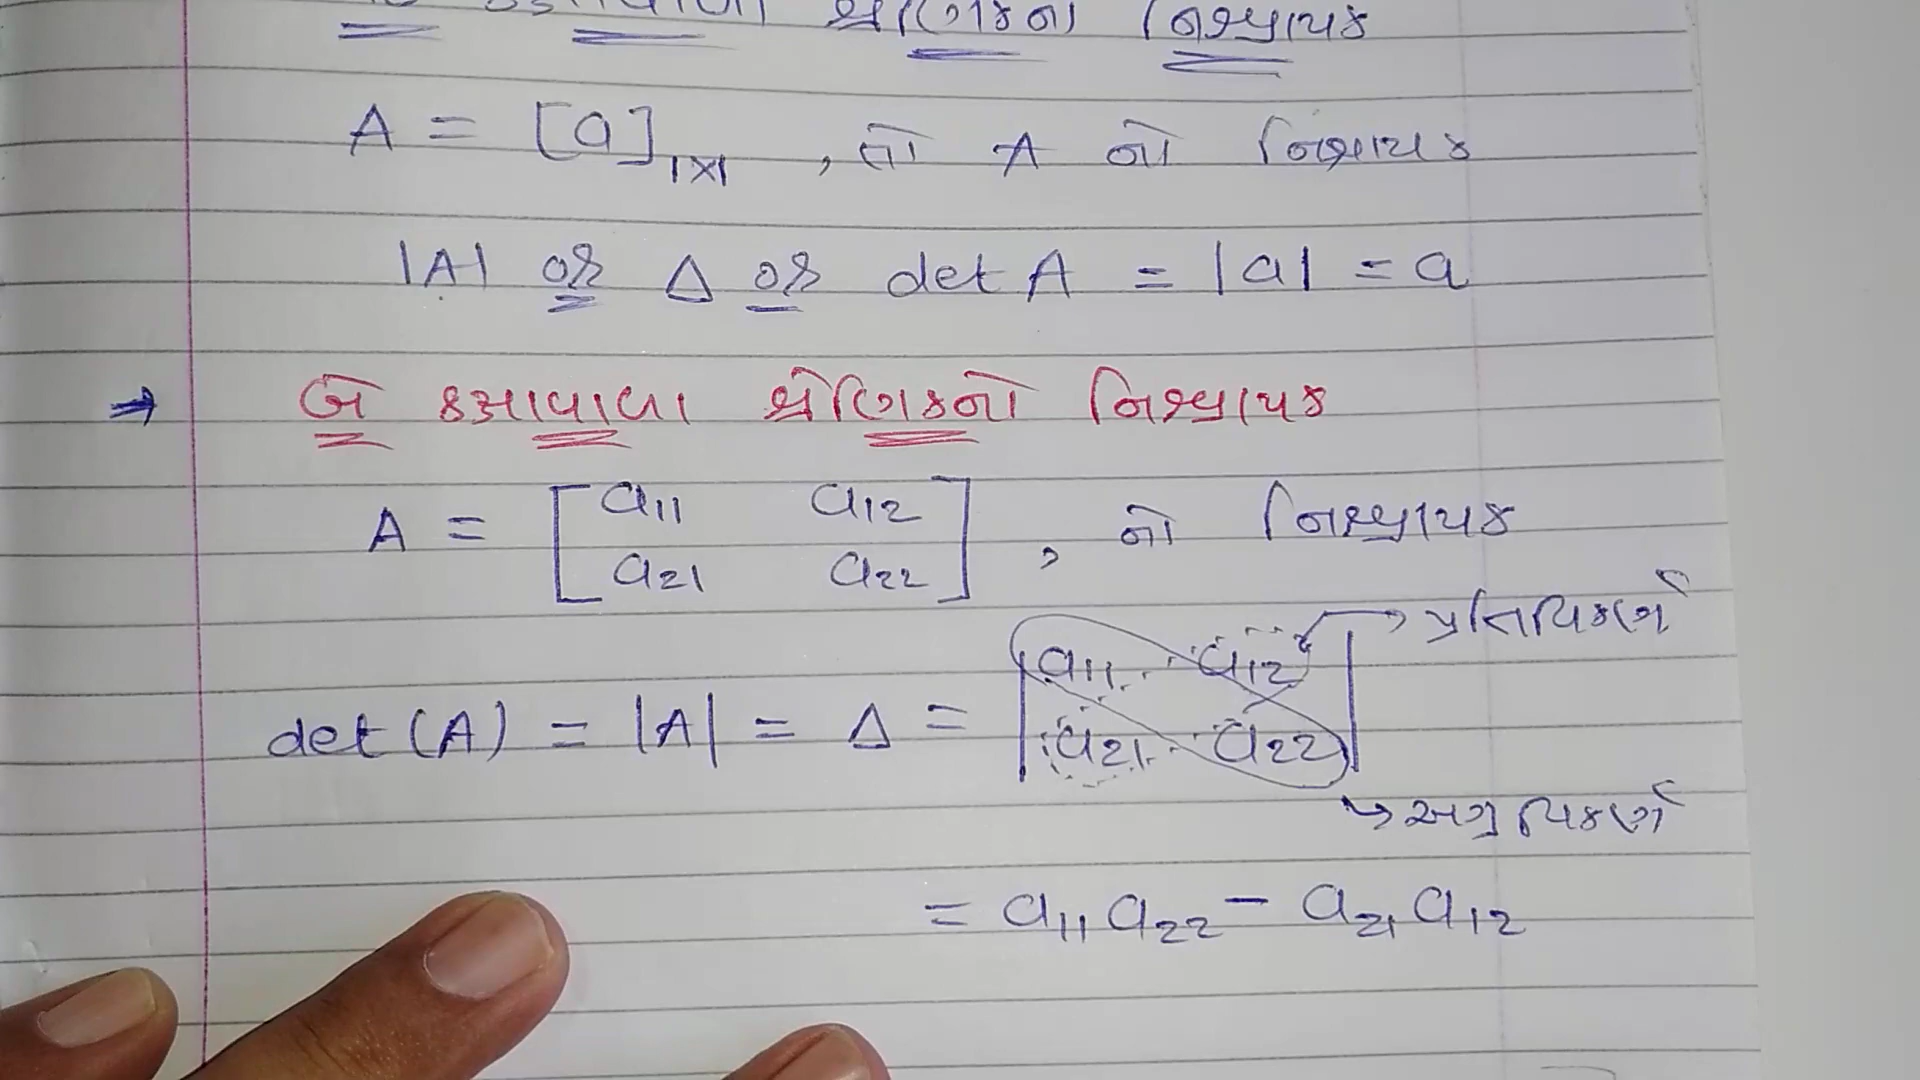 શ્રેણિકનો નિશ્ચાયક
A = [a]1×1 , તો A નો નિશ્ચાયક
|A| or Δ or det A = |a| = a
→ બે કક્ષાવાળા શ્રેણિકનો નિશ્ચાયક
A = [ a11 a12
a21 a22 ] , નો નિશ્ચાયક
→ પ્રતિવિકર્ણ
det (A) = |A| = Δ = | a11 a12
a21 a22 |
→ અગ્ર વિકર્ણ
= a11 a22 − a21 a12